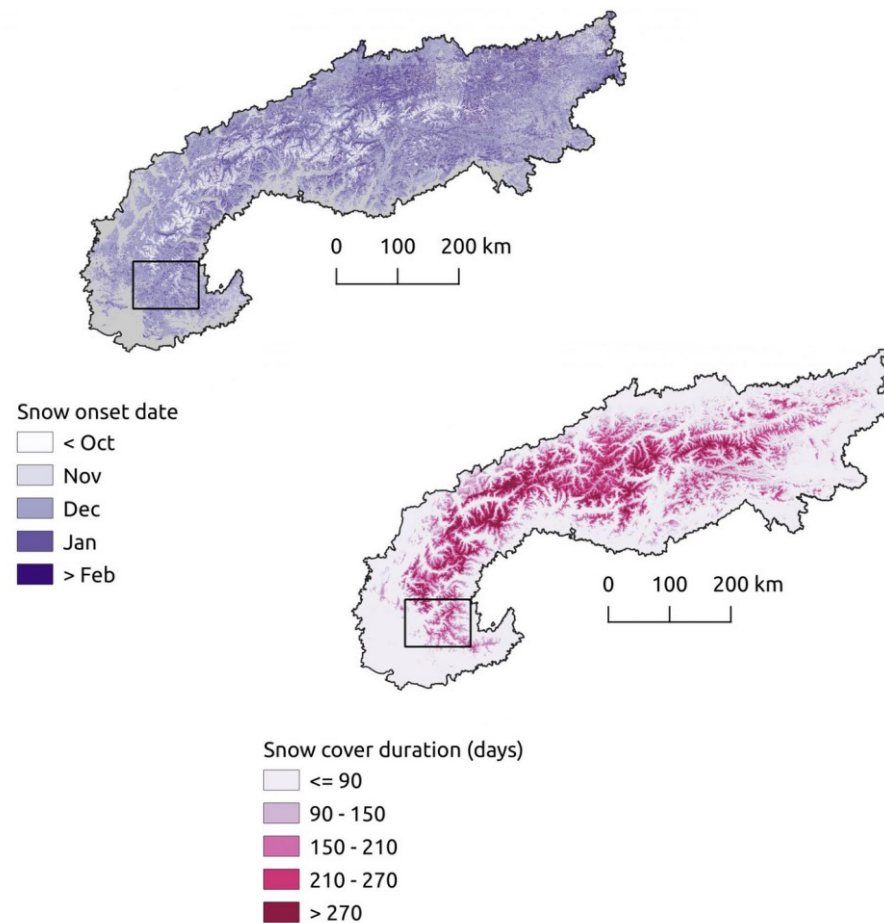 0 100 200 km
Snow onset date
< Oct
Nov
Dec
Jan
> Feb
0 100 200 km
Snow cover duration (days)
<= 90
90 - 150
150 - 210
210 - 270
> 270